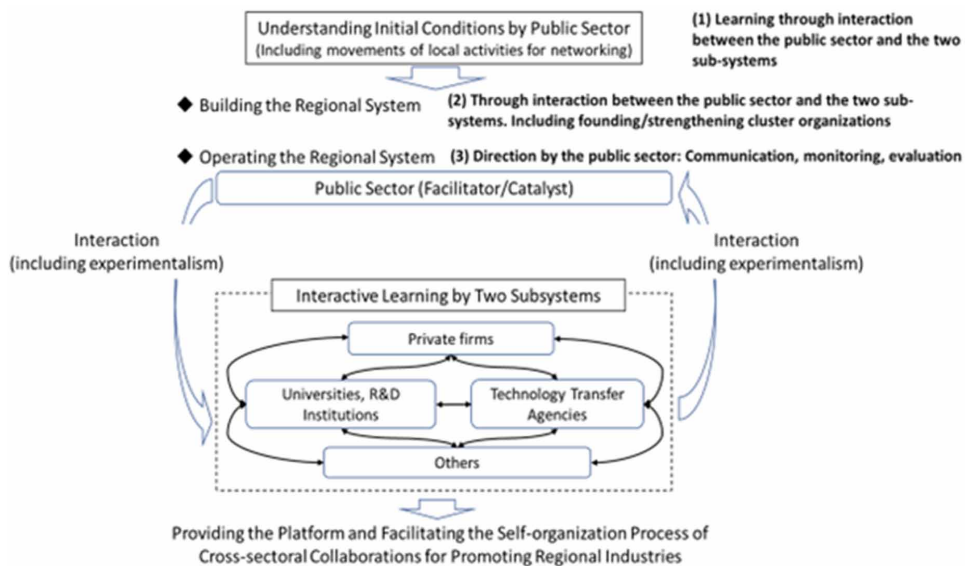 Understanding Initial Conditions by Public Sector
(Including movements of local activities for networking)
(1) Learning through interaction
between the public sector and the two
sub-systems
◆ Building the Regional System
(2) Through interaction between the public sector and the two sub-
systems. Including founding/strengthening cluster organizations
◆ Operating the Regional System
(3) Direction by the public sector: Communication, monitoring, evaluation
Public Sector (Facilitator/Catalyst)
Interaction
(including experimentalism)
Interaction
(including experimentalism)
Interactive Learning by Two Subsystems
Private firms
Universities, R&D
Institutions
Technology Transfer
Agencies
Others
Providing the Platform and Facilitating the Self-organization Process of
Cross-sectoral Collaborations for Promoting Regional Industries